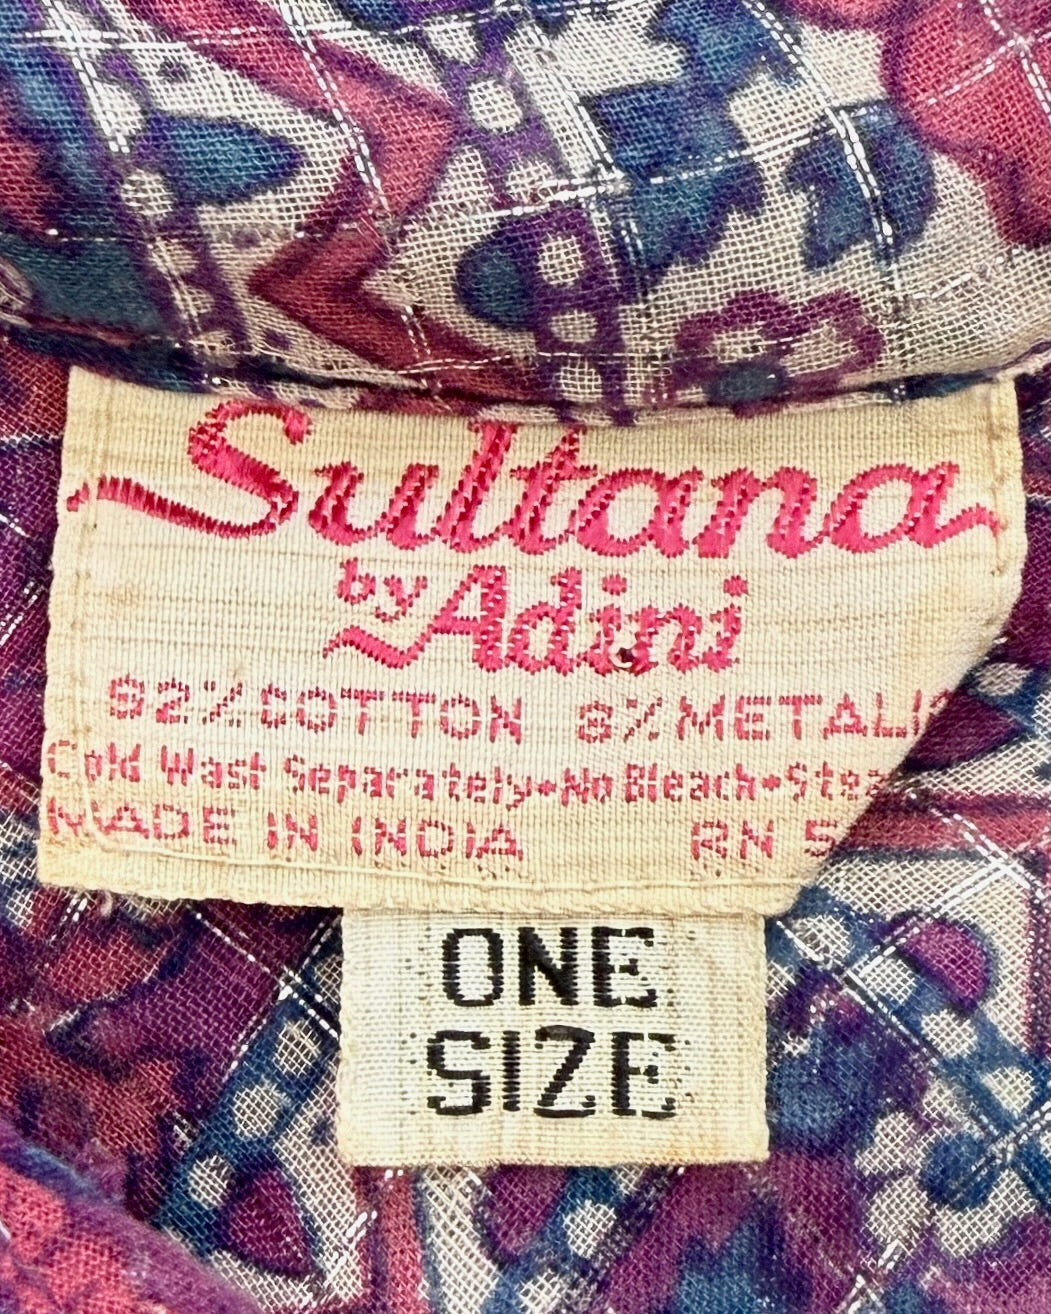 Sultana
by Adini
92% COTTON 8% METALI
Cold Wash Separately•No Bleach•Stea
MADE IN INDIA RN 5
ONE
SIZE